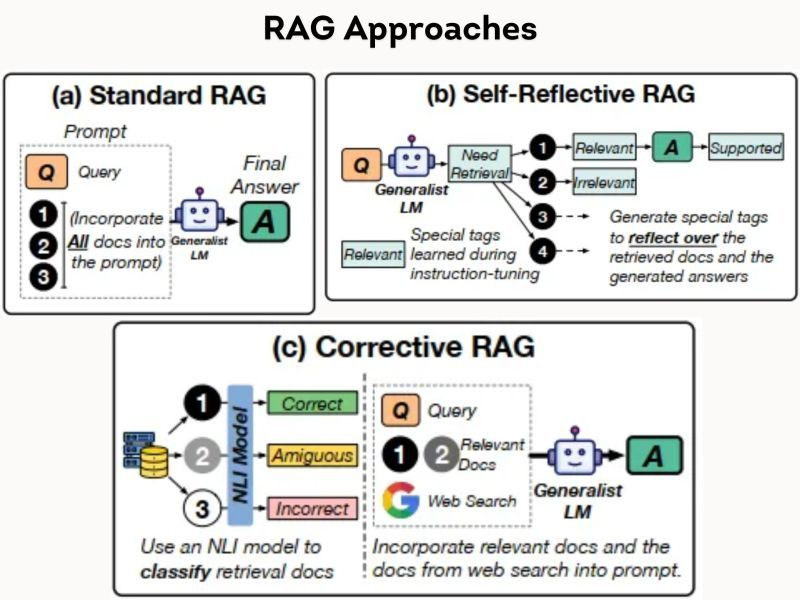 RAG Approaches
(a) Standard RAG
Prompt
Q
Query
1
2
3
(Incorporate
All docs into
the prompt)
Generalist
LM
Final
Answer
A
(b) Self-Reflective RAG
Q
Generalist
LM
Need
Retrieval
1
Relevant
A
Supported
2
Irrelevant
3
4
Generate special tags
to reflect over the
retrieved docs and the
generated answers
Relevant
Special tags
learned during
instruction-tuning
(c) Corrective RAG
1
2
3
NLI Model
Correct
Amiguous
Incorrect
Use an NLI model to
classify retrieval docs
Q
Query
1
2
Relevant
Docs
G
Web Search
Generalist
LM
A
Incorporate relevant docs and the
docs from web search into prompt.